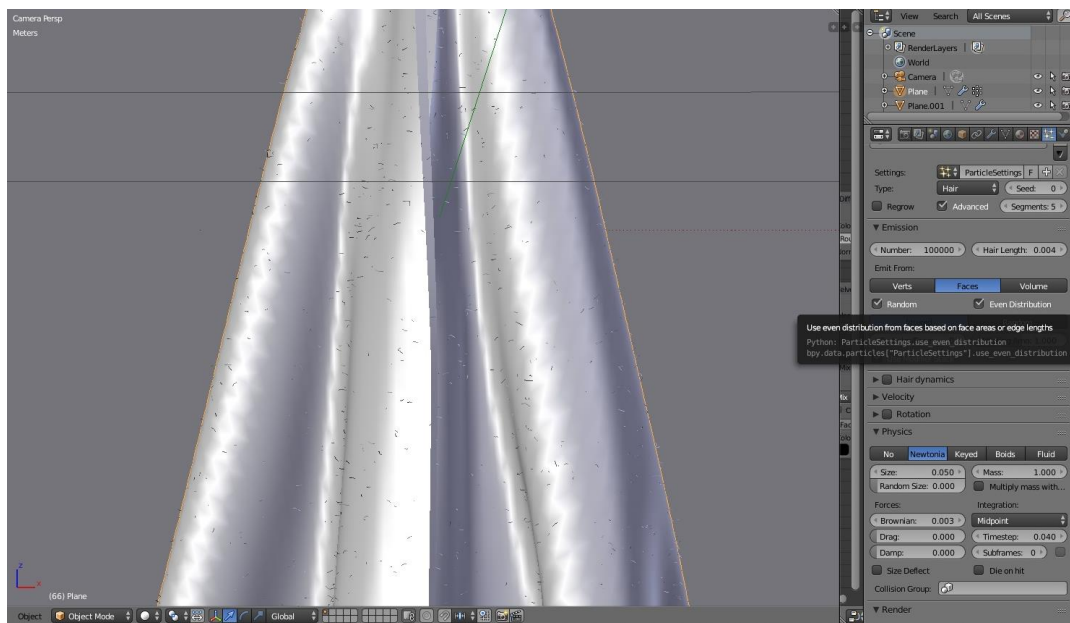 Camera Persp
Meters
(66) Plane
Object
Object Mode
Global
View Search All Scenes
Scene
RenderLayers
World
Camera
Plane
Plane.001
Settings: ParticleSettings F
Type: Hair Seed: 0
Regrow Advanced Segments: 5
Emission
Number: 100000 Hair Length: 0.004
Emit From:
Verts Faces Volume
Random Even Distribution
Use even distribution from faces based on face areas or edge lengths
Python: ParticleSettings.use_even_distribution
bpy.data.particles["ParticleSettings"].use_even_distribution
Hair dynamics
Velocity
Rotation
Physics
No Newtonia Keyed Boids Fluid
Size: 0.050 Mass: 1.000
Random Size: 0.000 Multiply mass with...
Forces: Integration:
Brownian: 0.003 Midpoint
Drag: 0.000 Timestep: 0.040
Damp: 0.000 Subframes: 0
Size Deflect Die on hit
Collision Group:
Render